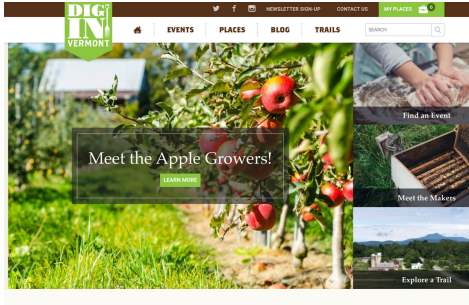 DIG
IN
VERMONT
NEWSLETTER SIGN-UP
CONTACT US
MY PLACES
0
EVENTS
PLACES
BLOG
TRAILS
SEARCH
Meet the Apple Growers!
LEARN MORE
Find an Event
Meet the Makers
Explore a Trail